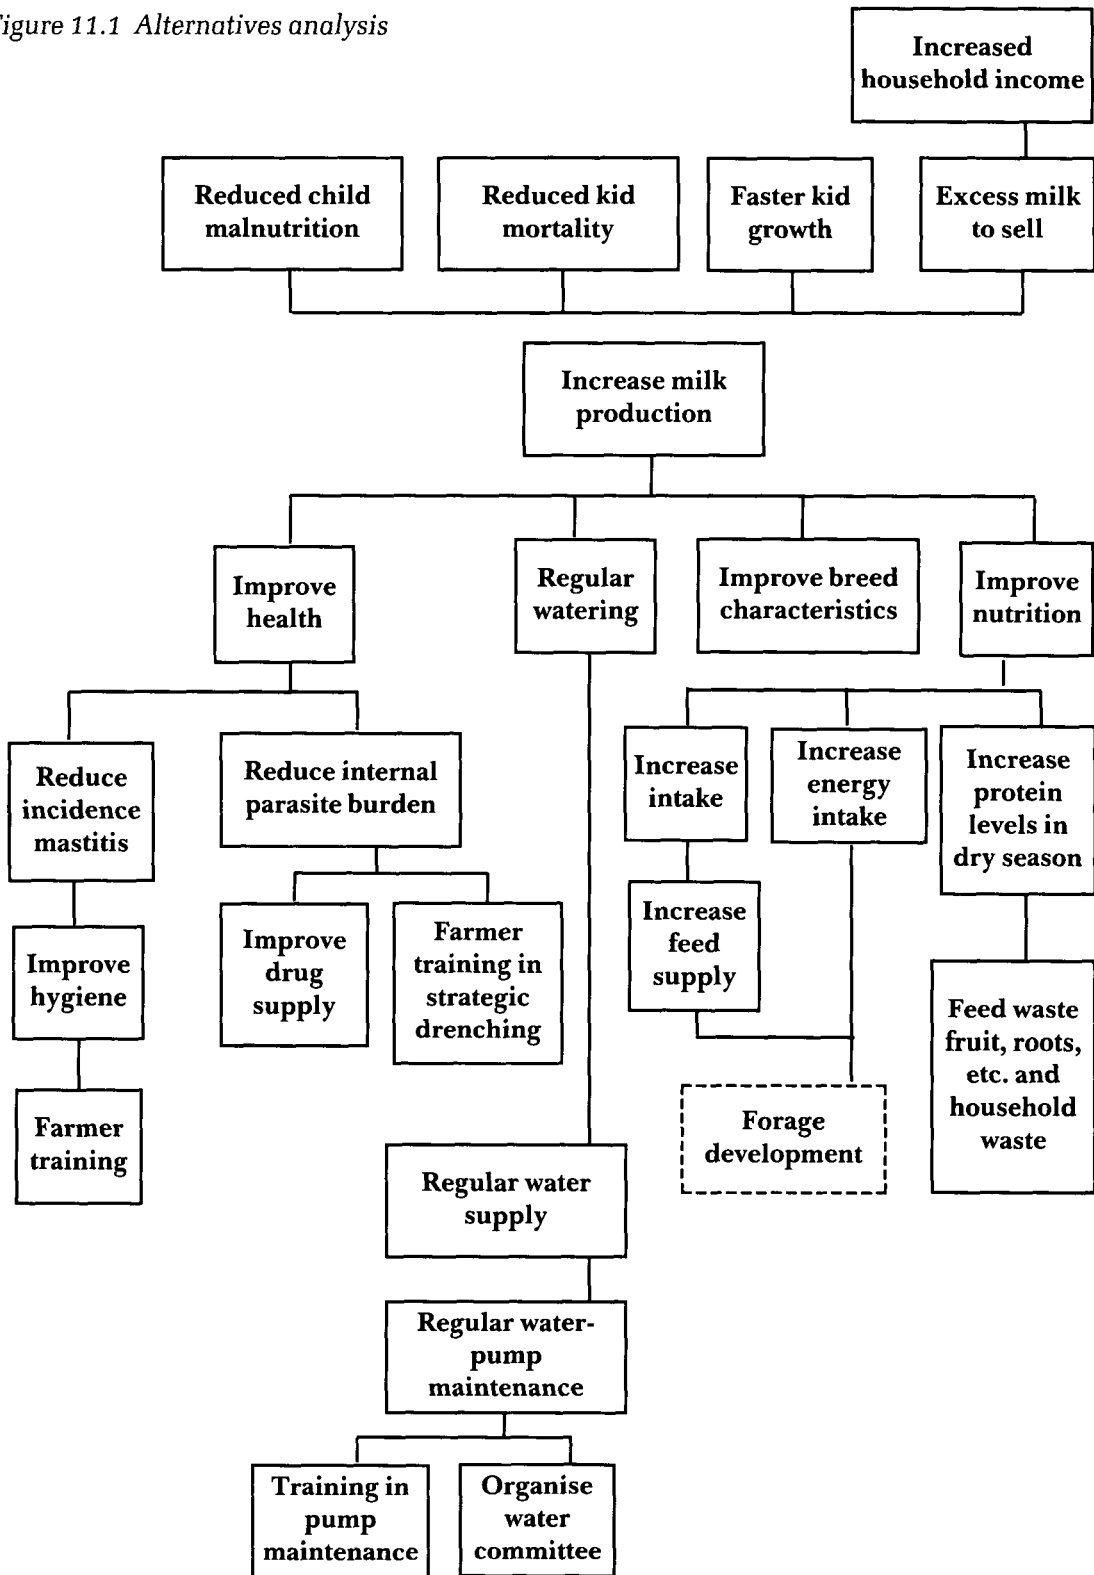 igure 11.1 Alternatives analysis
Increased
household income
Reduced child
malnutrition
Reduced kid
mortality
Faster kid
growth
Excess milk
to sell
Increase milk
production
Improve
health
Regular
watering
Improve breed
characteristics
Improve
nutrition
Reduce
incidence
mastitis
Reduce internal
parasite burden
Increase
intake
Increase
energy
intake
Increase
protein
levels in
dry season
Improve
hygiene
Improve
drug
supply
Farmer
training in
strategic
drenching
Increase
feed
supply
Feed waste
fruit, roots,
etc. and
household
waste
Farmer
training
Forage
development
Regular water
supply
Regular water-
pump
maintenance
Training in
pump
maintenance
Organise
water
committee